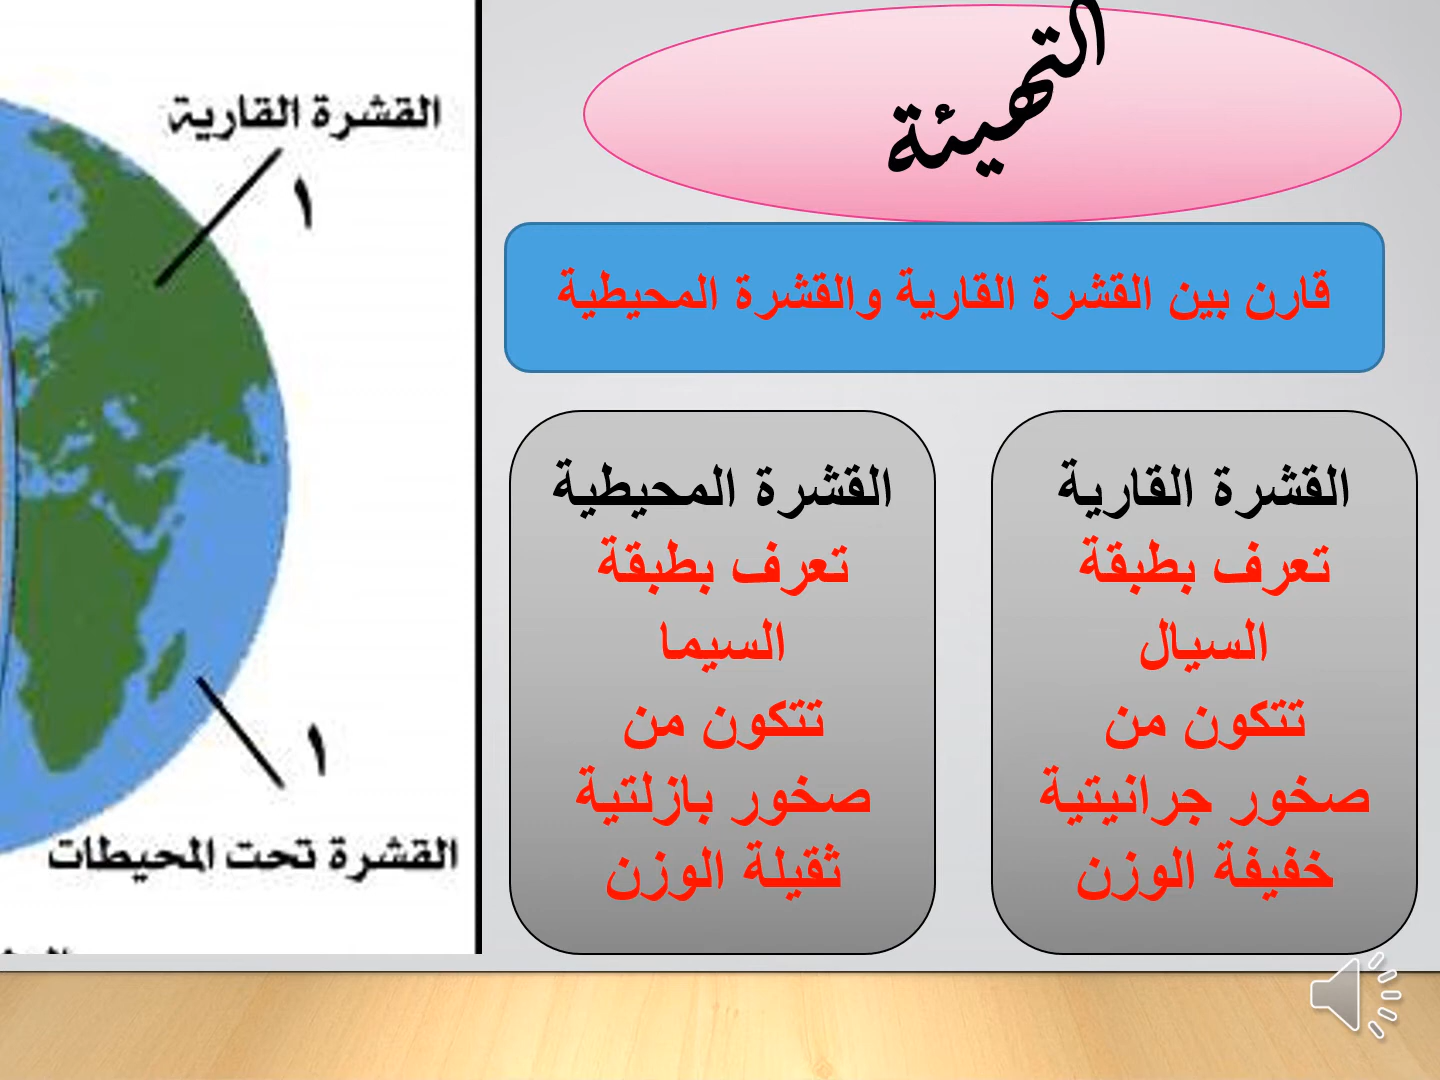 التهيئة
قارن بين القشرة القارية والقشرة المحيطية
القشرة القارية
تعرف بطبقة
السيال
تتكون من
صخور جرانيتية
خفيفة الوزن
القشرة المحيطية
تعرف بطبقة
السيما
تتكون من
صخور بازلتية
ثقيلة الوزن
القشرة القارية
١
١
القشرة تحت المحيطات